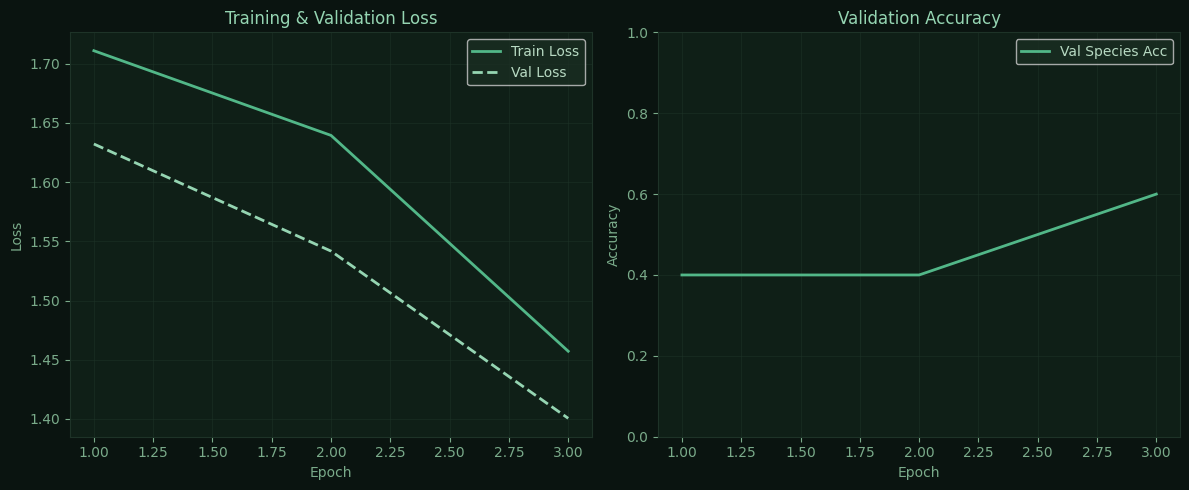 Training & Validation Loss
Train Loss
Val Loss
1.70
1.65
1.60
1.55
1.50
1.45
1.40
Loss
1.00 1.25 1.50 1.75 2.00 2.25 2.50 2.75 3.00
Epoch
Validation Accuracy
Val Species Acc
1.0
0.8
0.6
0.4
0.2
0.0
Accuracy
1.00 1.25 1.50 1.75 2.00 2.25 2.50 2.75 3.00
Epoch